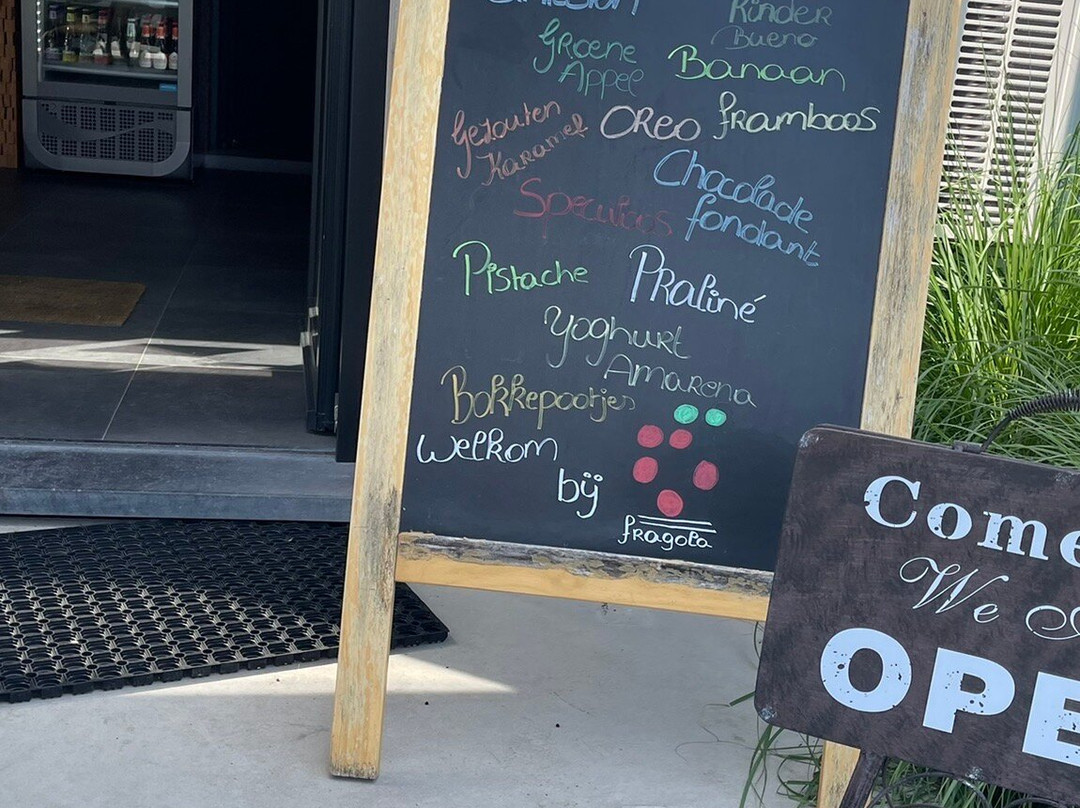 Kinder
Bueno
Groene
Appel
Banaan
Gezouten
Karamel
OREO
framboos
Chocolade
fondant
Speculoos
Pistache
Praliné
Yoghurt
Amarena
Bokkepootjes
Welkom
bij
fragola
Come
We
OPE